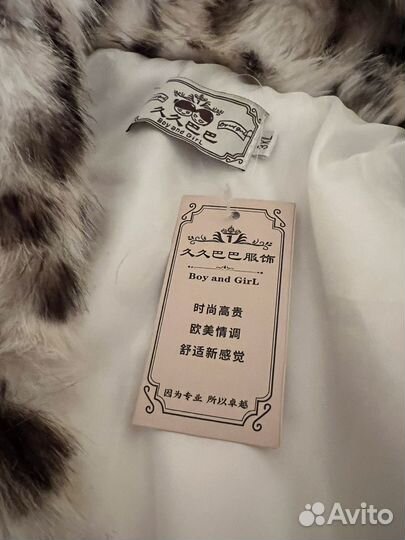 1
久久巴巴
Boy and GirL
3XL
1
久久巴巴服饰
Boy and GirL
时尚高贵
欧美情调
舒适新感觉
因为专业 所以卓越
Avito